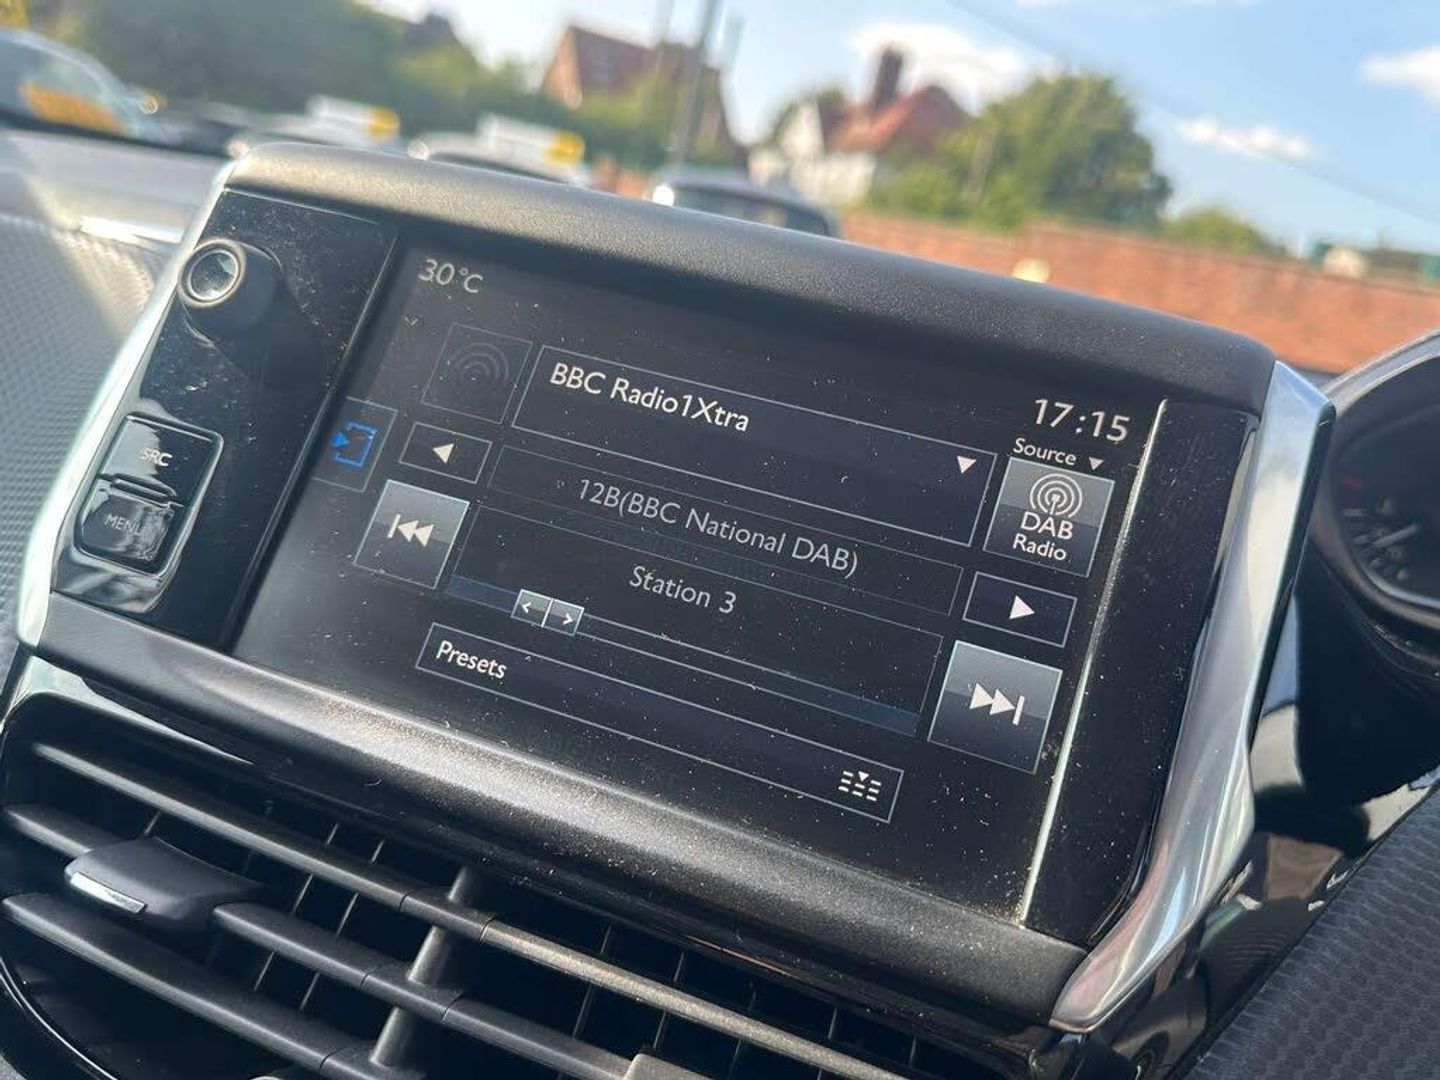 30°C
17:15
BBC Radio1Xtra
Source
DAB
Radio
12B(BBC National DAB)
Station 3
Presets
SRC
MENU